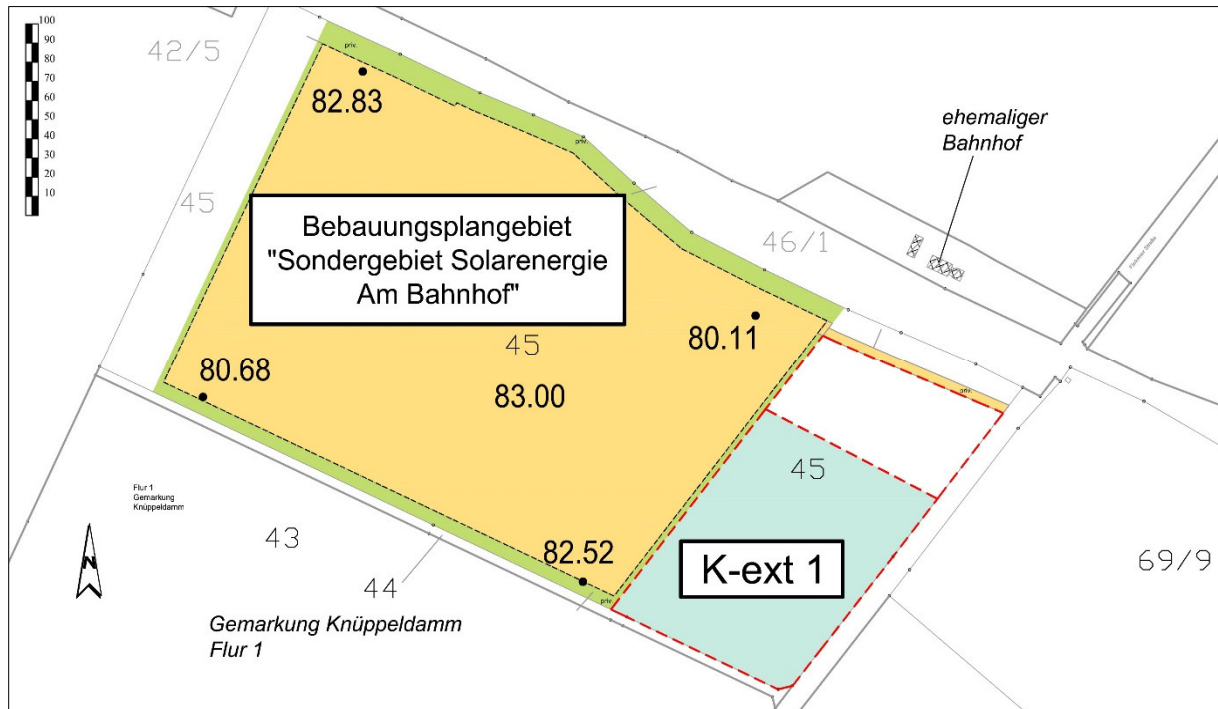 100
90
80
70
60
50
40
30
20
10
42/5
priv.
82.83
ehemaliger
Bahnhof
priv.
45
Bebauungsplangebiet
"Sondergebiet Solarenergie
Am Bahnhof"
46/1
80.11
45
80.68
83.00
priv.
45
Flur 1
Gemarkung
Knüppeldamm
N
43
82.52
K-ext 1
69/9
44
priv.
Gemarkung Knüppeldamm
Flur 1